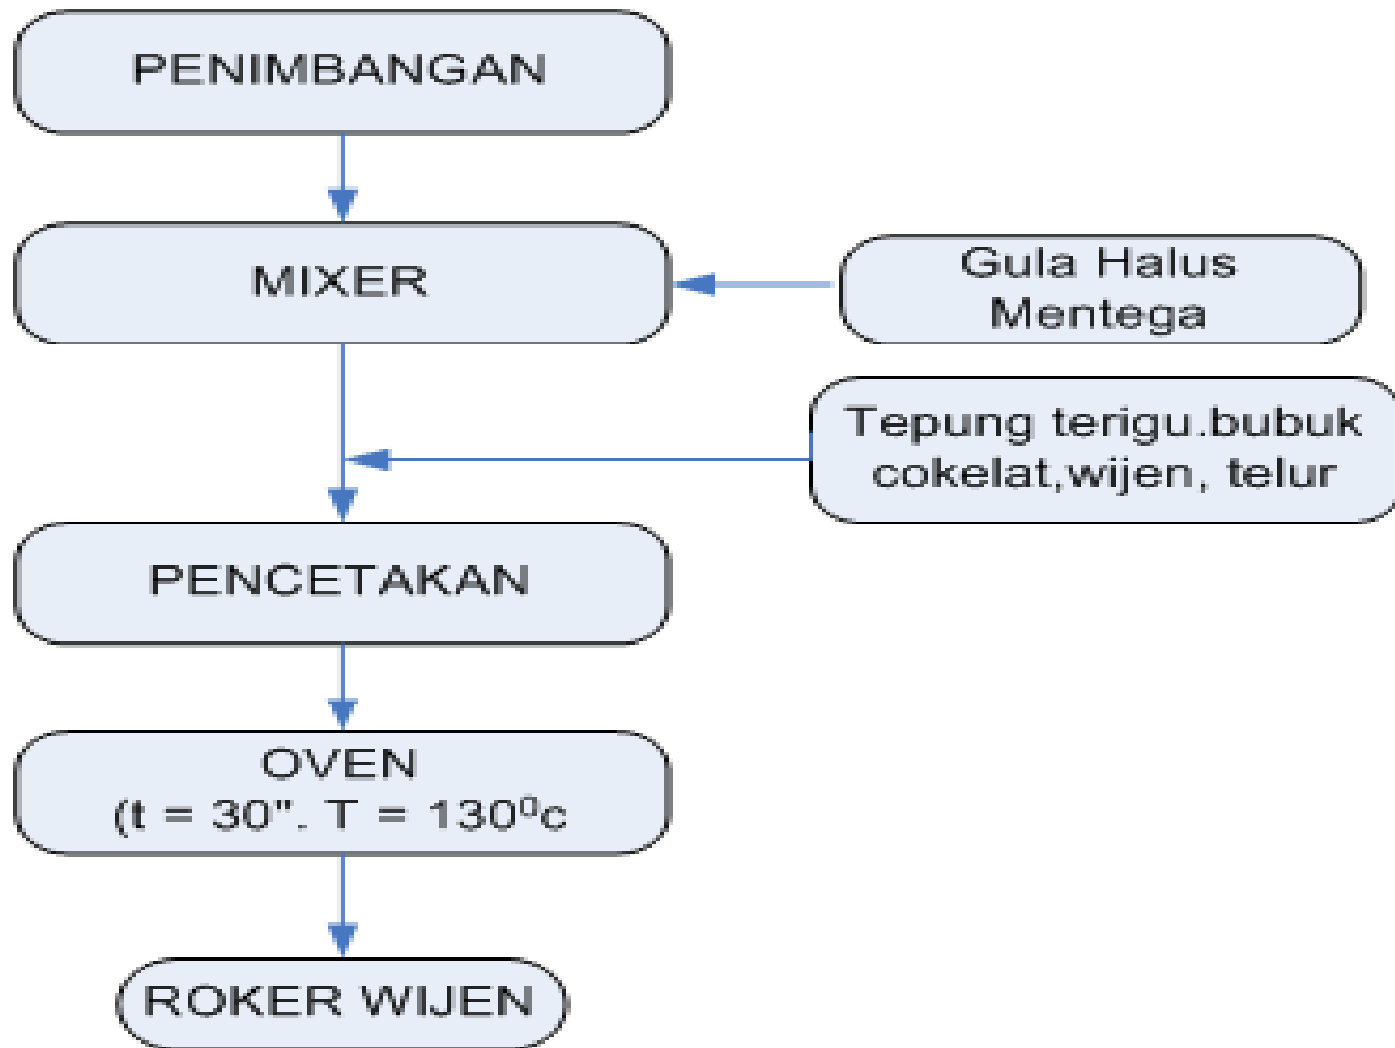 PENIMBANGAN
MIXER
Gula Halus
Mentega
Tepung terigu.bubuk
cokelat,wijen, telur
PENCETAKAN
OVEN
(t = 30". T = 130⁰c
ROKER WIJEN